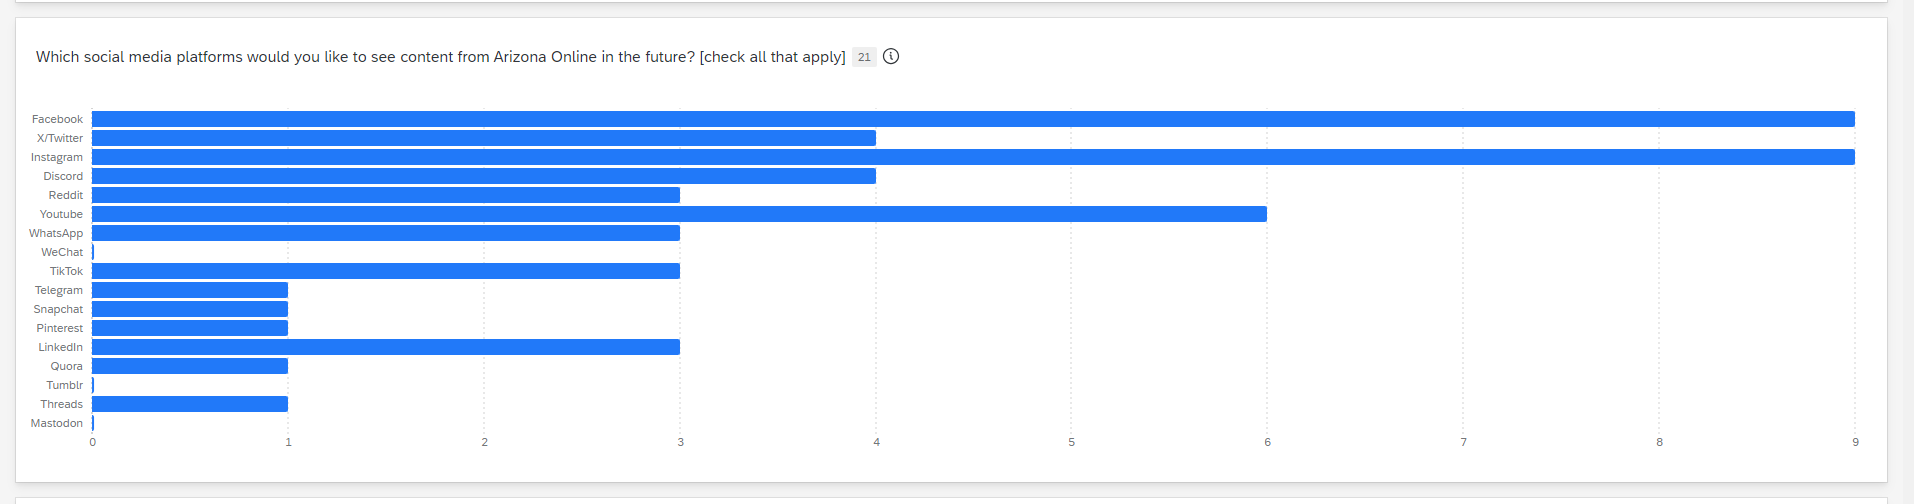 Which social media platforms would you like to see content from Arizona Online in the future? [check all that apply] 21
Facebook
X/Twitter
Instagram
Discord
Reddit
Youtube
WhatsApp
WeChat
TikTok
Telegram
Snapchat
Pinterest
LinkedIn
Quora
Tumblr
Threads
Mastodon
0 1 2 3 4 5 6 7 8 9